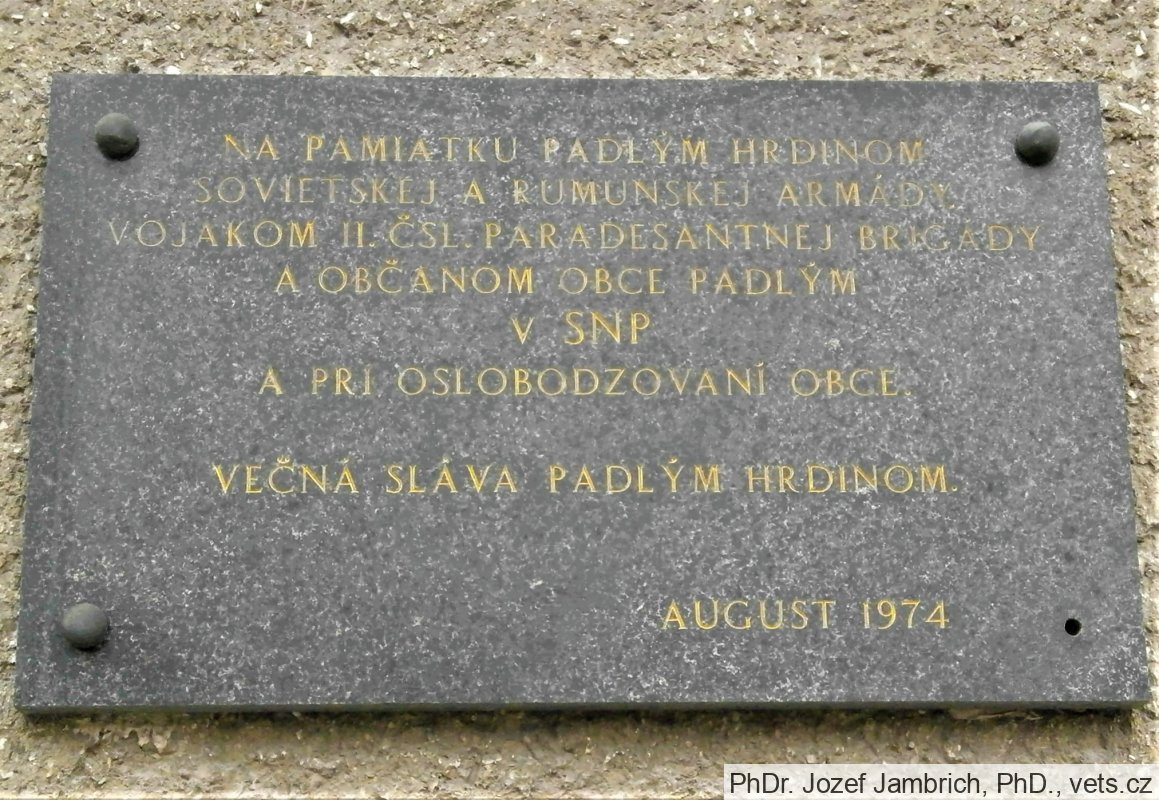 NA PAMIATKU PADLÝM HRDINOM
SOVIETSKEJ A RUMUNSKEJ ARMÁDY,
VOJAKOM II. ČSL. PARADESANTNEJ BRIGÁDY
A OBČANOM OBCE PADLÝM
V SNP
A PRI OSLOBODZOVANÍ OBCE.
VEČNÁ SLÁVA PADLÝM HRDINOM.
AUGUST 1974
PhDr. Jozef Jambrich, PhD., vets.cz